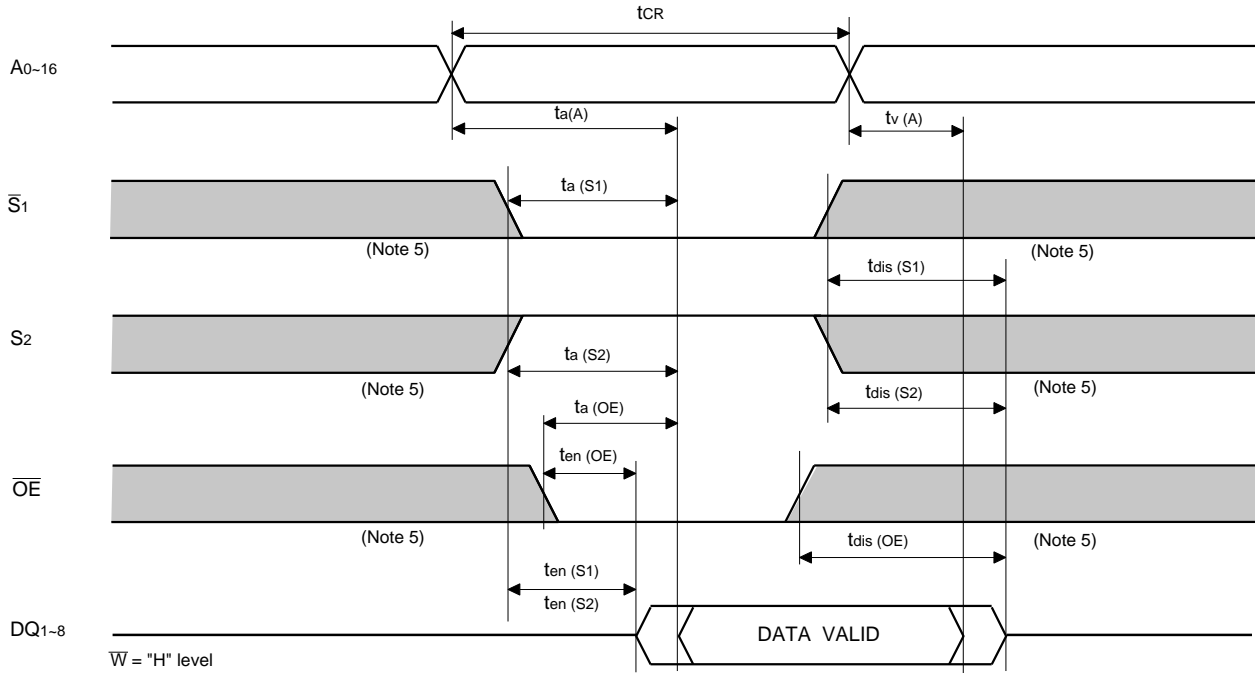 tCR
A0~16
ta(A)
tv (A)
ta (S1)
S̅1
(Note 5)
(Note 5)
tdis (S1)
S2
ta (S2)
(Note 5)
(Note 5)
tdis (S2)
ta (OE)
ten (OE)
O̅E̅
(Note 5)
tdis (OE)
(Note 5)
ten (S1)
ten (S2)
DQ1~8
DATA VALID
W̅ = "H" level